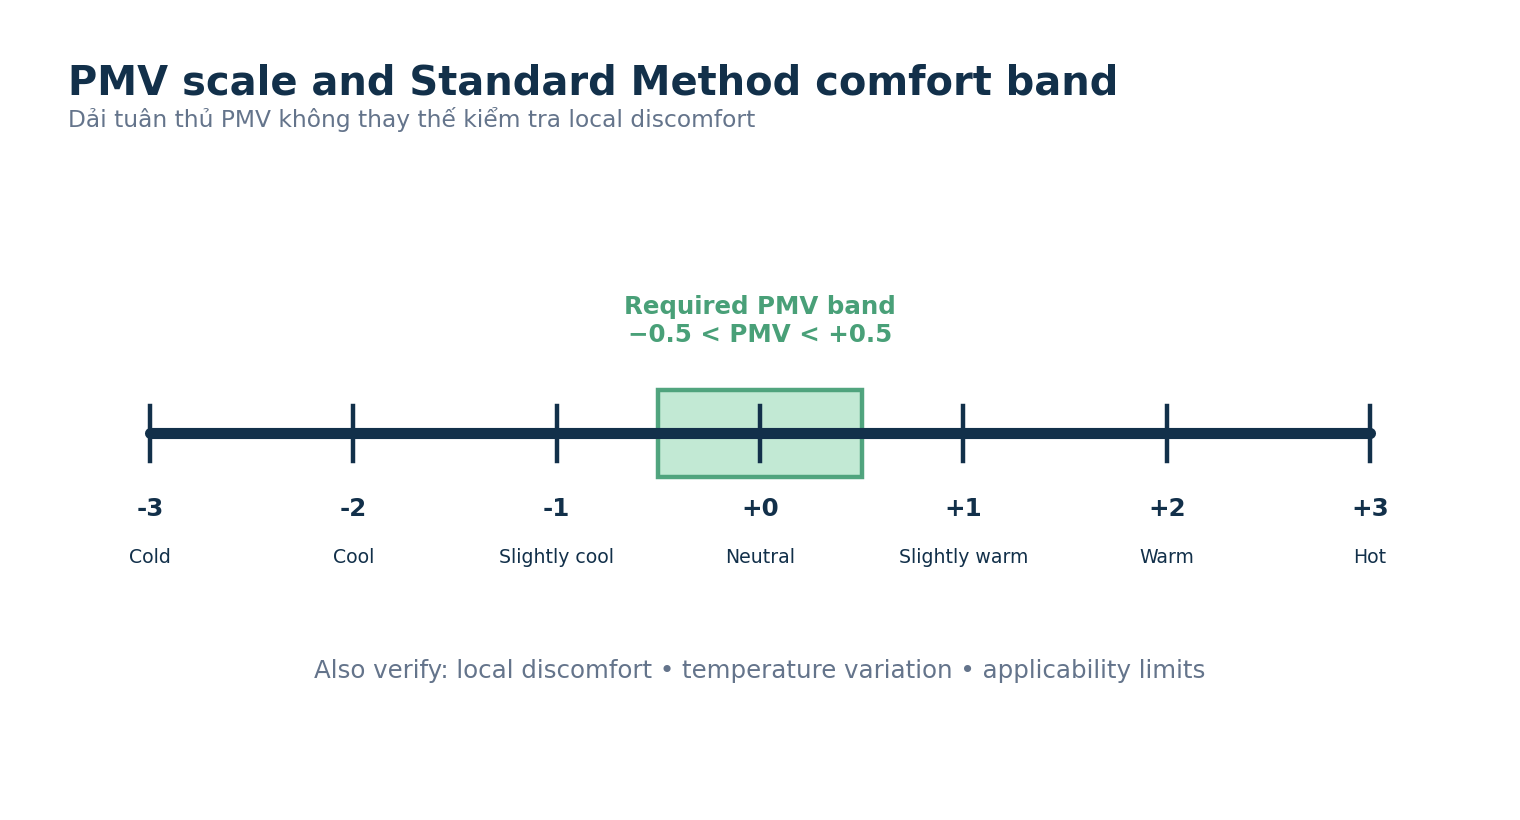 PMV scale and Standard Method comfort band
Dải tuân thủ PMV không thay thế kiểm tra local discomfort
Required PMV band
−0.5 < PMV < +0.5
-3 -2 -1 +0 +1 +2 +3
Cold Cool Slightly cool Neutral Slightly warm Warm Hot
Also verify: local discomfort • temperature variation • applicability limits